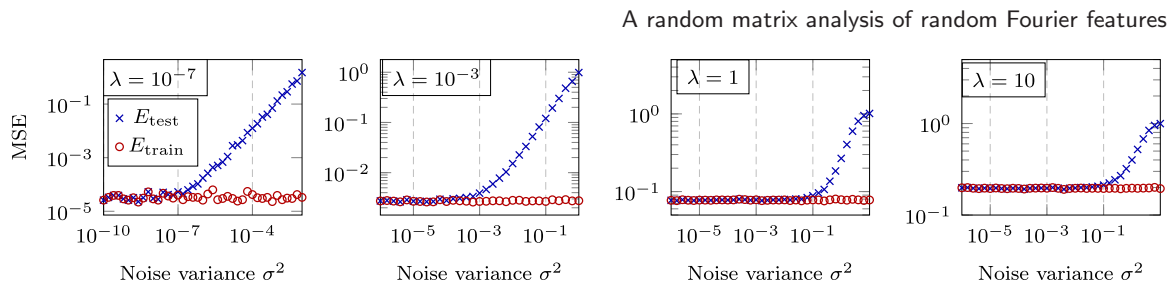 A random matrix analysis of random Fourier features
MSE
λ = 10^{-7}
E_test
E_train
10^{-1}
10^{-3}
10^{-5}
10^{-10} 10^{-7} 10^{-4}
Noise variance σ^2
λ = 10^{-3}
10^0
10^{-1}
10^{-2}
10^{-5} 10^{-3} 10^{-1}
Noise variance σ^2
λ = 1
10^0
10^{-1}
10^{-5} 10^{-3} 10^{-1}
Noise variance σ^2
λ = 10
10^0
10^{-1}
10^{-5} 10^{-3} 10^{-1}
Noise variance σ^2